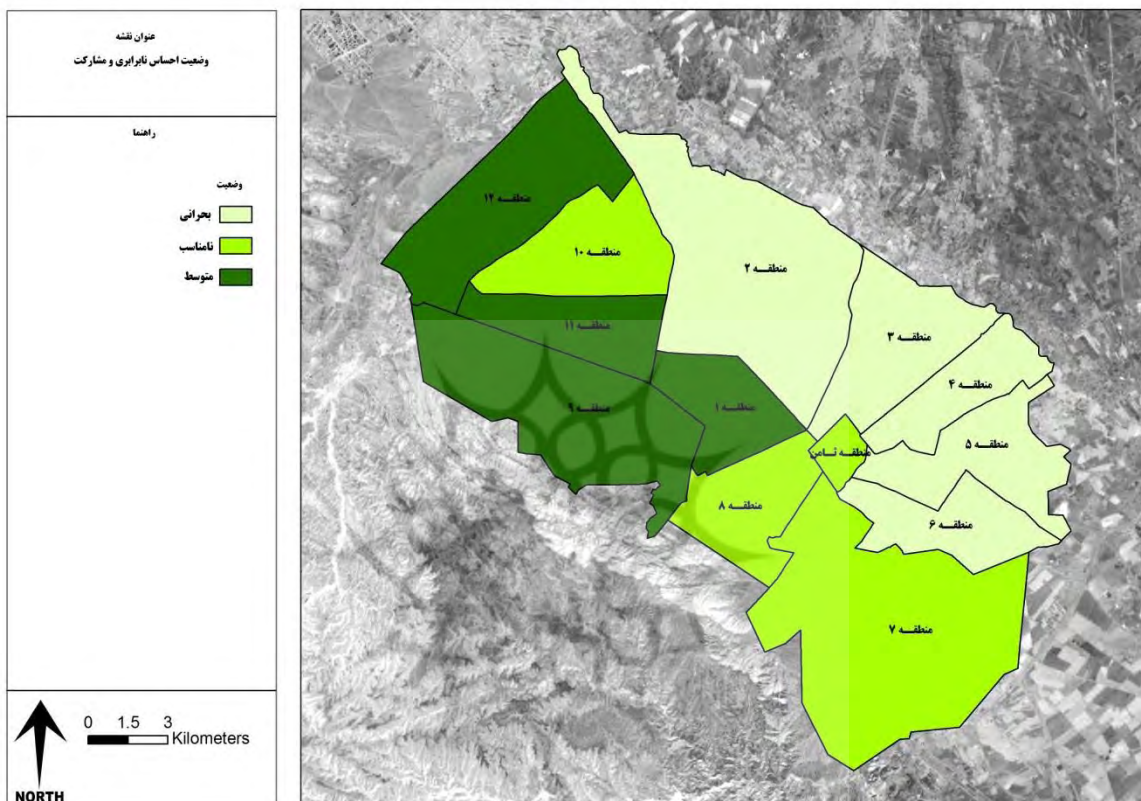 عنوان نقشه
وضعیت احساس نابرابری و مشارکت
راهنما
وضعیت
بحرانی
نامناسب
متوسط
0 1.5 3
Kilometers
NORTH
منطقه ۱۲
منطقه ۱۰
منطقه ۲
منطقه ۱۱
منطقه ۳
منطقه ۴
منطقه ۹
منطقه ۱
منطقه ۵
منطقه ثامن
منطقه ۸
منطقه ۶
منطقه ۷